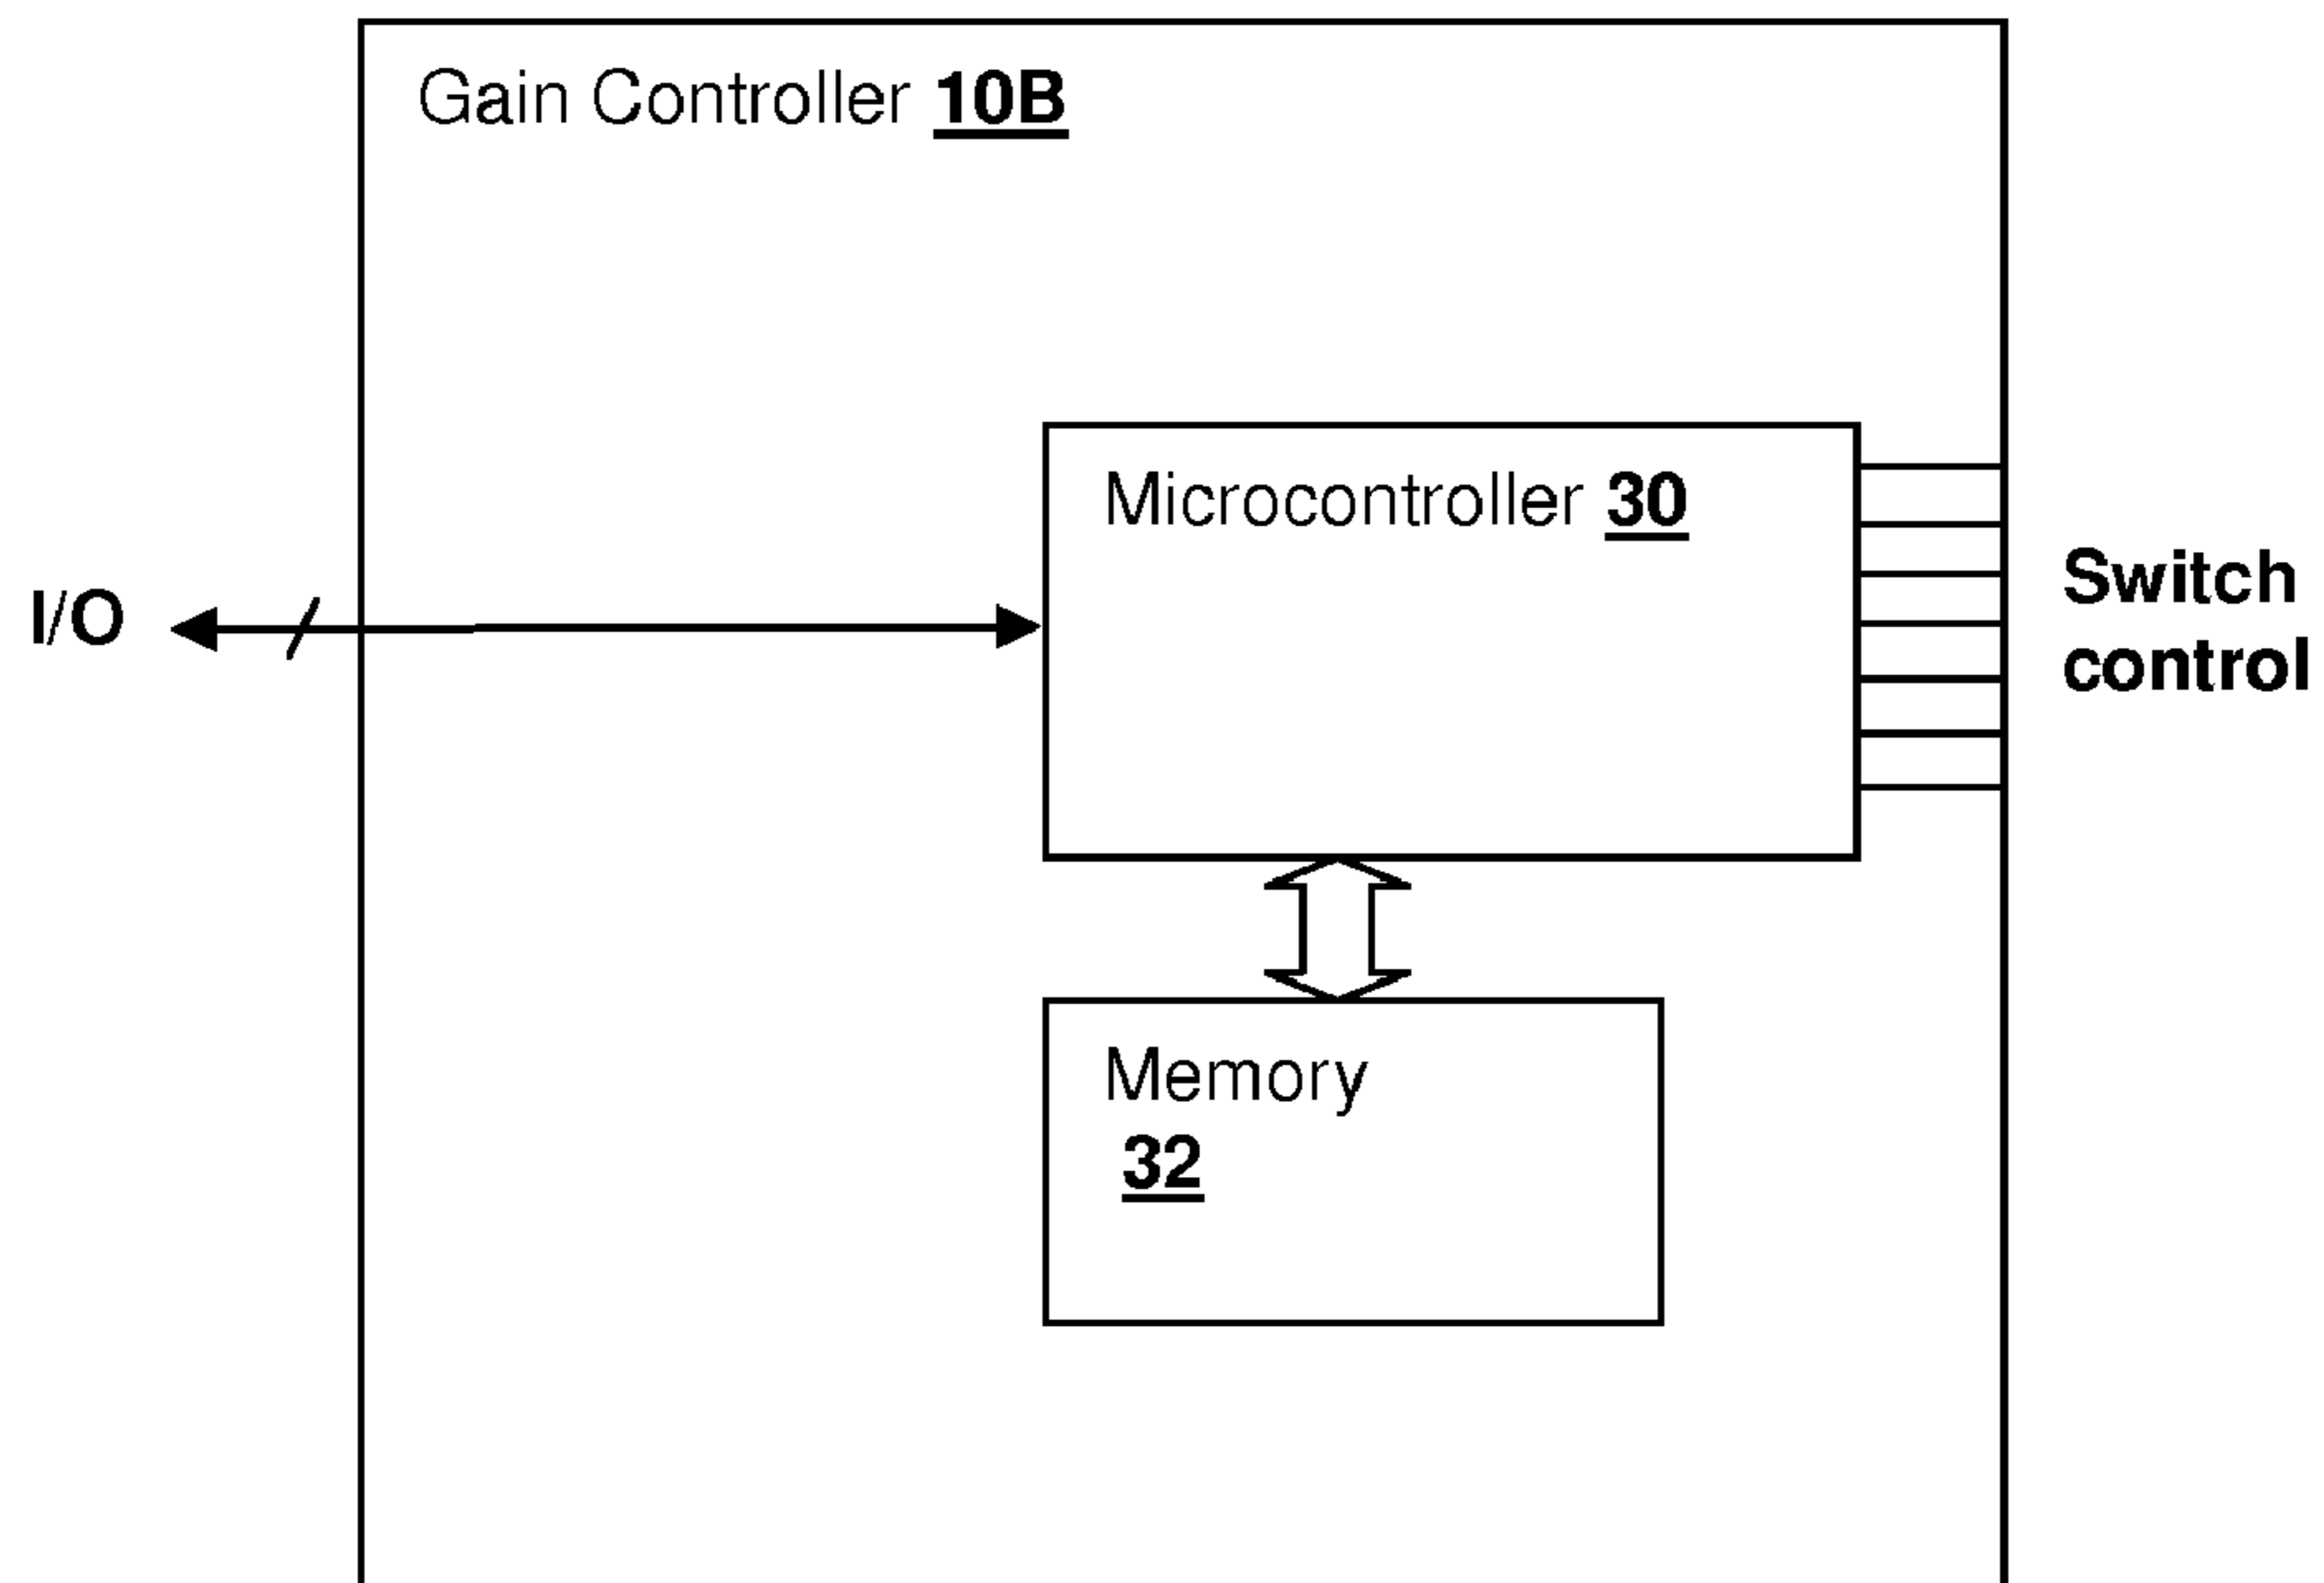 Gain Controller 10B
Microcontroller 30
I/O
Switch
control
Memory
32